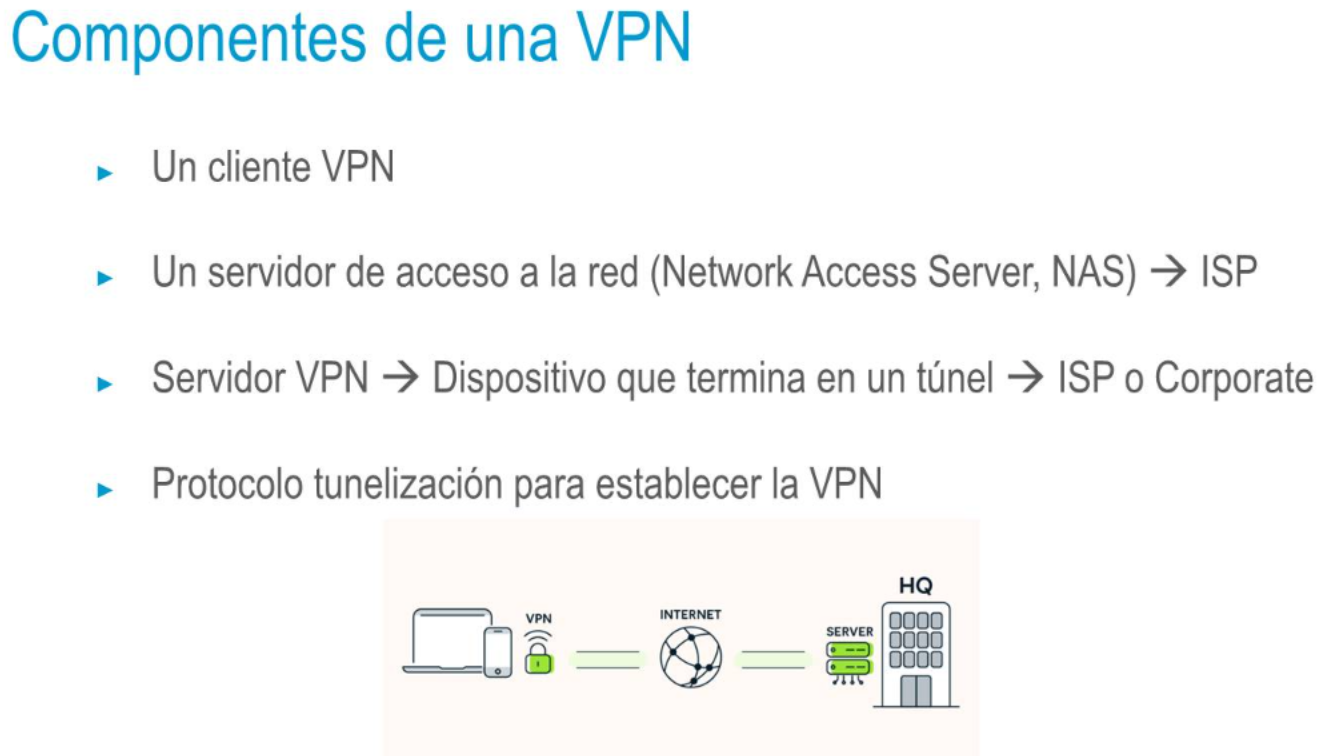 Componentes de una VPN
► Un cliente VPN
► Un servidor de acceso a la red (Network Access Server, NAS) → ISP
► Servidor VPN → Dispositivo que termina en un túnel → ISP o Corporate
► Protocolo tunelización para establecer la VPN
HQ
VPN
INTERNET
SERVER